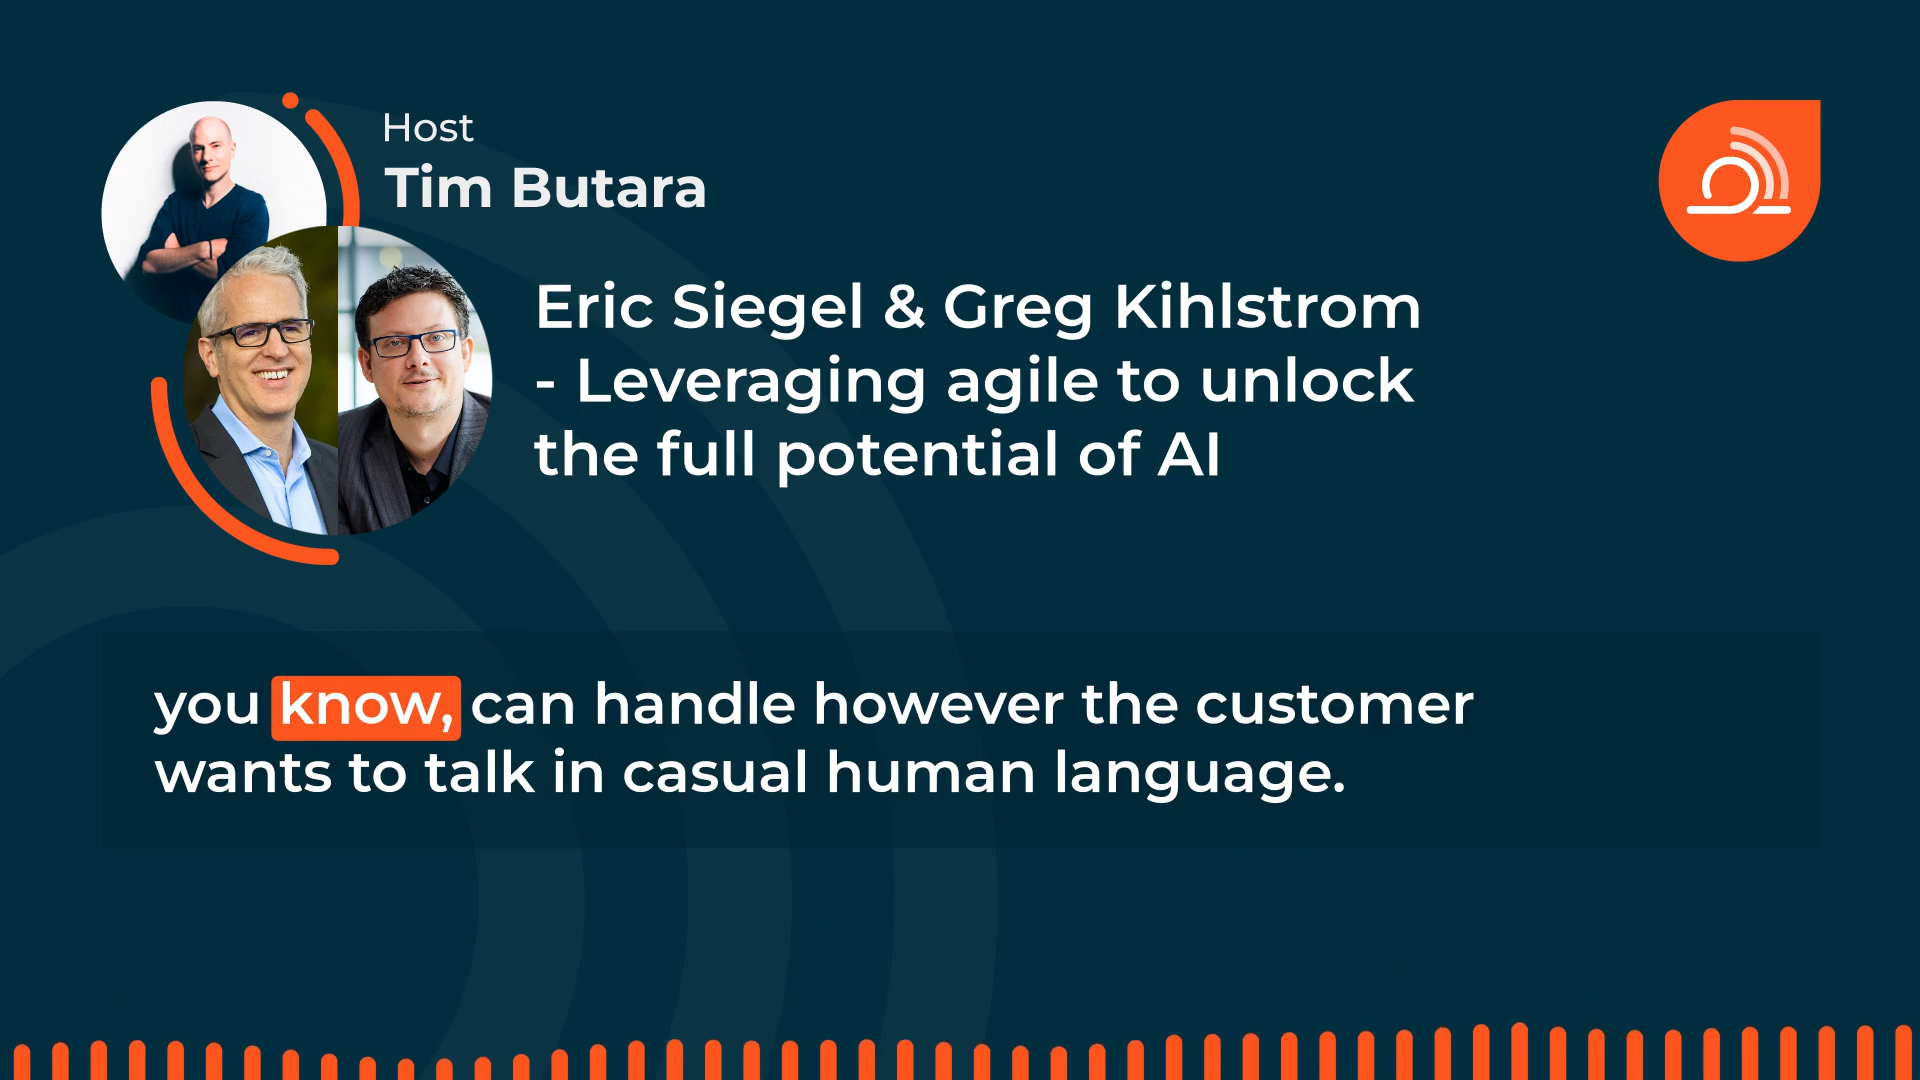 Host
Tim Butara
Eric Siegel & Greg Kihlstrom
- Leveraging agile to unlock
the full potential of AI
you know, can handle however the customer
wants to talk in casual human language.